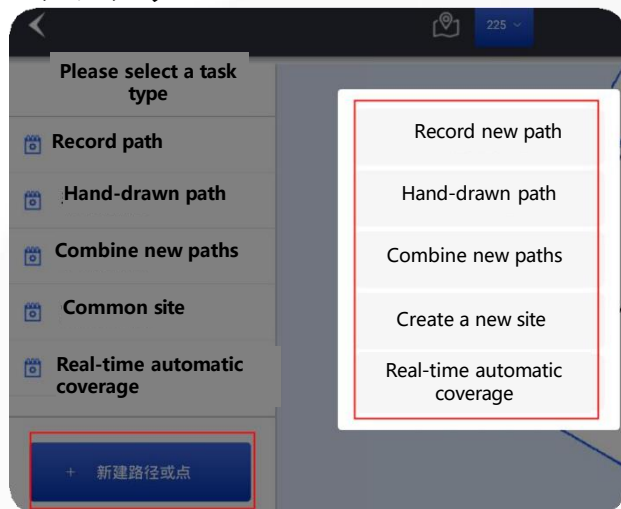 225
Please select a task
type
Record path
Hand-drawn path
Combine new paths
Common site
Real-time automatic
coverage
+ 新建路径或点
Record new path
Hand-drawn path
Combine new paths
Create a new site
Real-time automatic
coverage